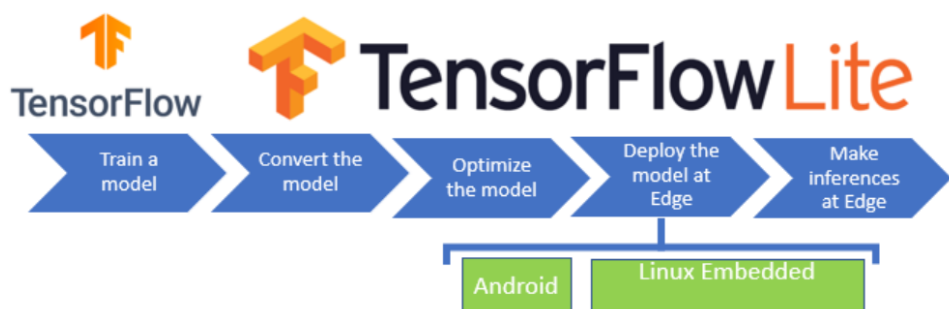 TensorFlow
TensorFlow Lite
Train a
model
Convert the
model
Optimize
the model
Deploy the
model at
Edge
Make
inferences
at Edge
Android
Linux Embedded